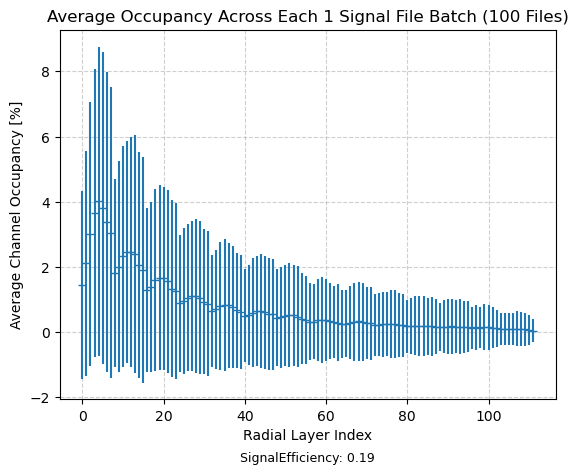 Average Occupancy Across Each 1 Signal File Batch (100 Files)
Average Channel Occupancy [%]
8
6
4
2
0
−2
0 20 40 60 80 100
Radial Layer Index
SignalEfficiency: 0.19